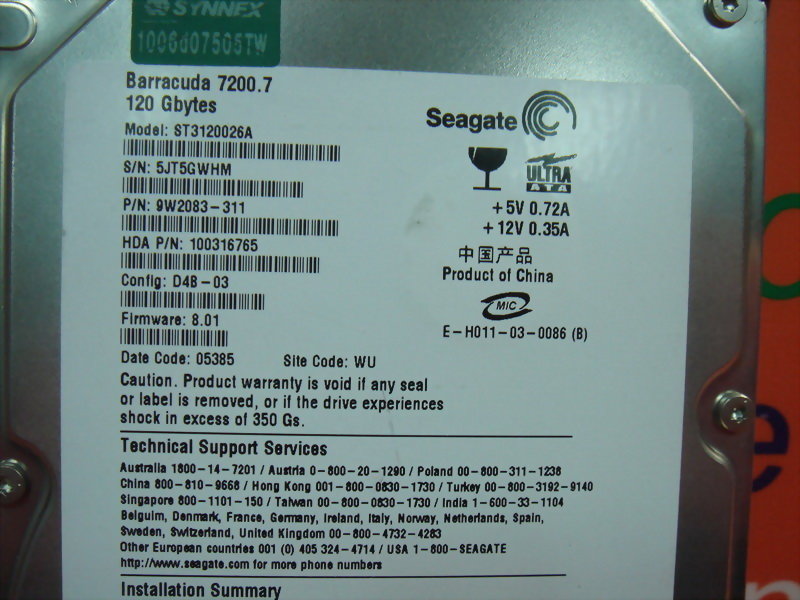 SYNNEX
1006d07505TW
Barracuda 7200.7
120 Gbytes
Model: ST3120026A
S/N: 5JT5GWHM
P/N: 9W2083-311
HDA P/N: 100316765
Config: D4B-03
Firmware: 8.01
Date Code: 05385 Site Code: WU
Seagate
ULTRA
ATA
+5V 0.72A
+12V 0.35A
中国产品
Product of China
MIC
E-H011-03-0086 (B)
Caution. Product warranty is void if any seal
or label is removed, or if the drive experiences
shock in excess of 350 Gs.
Technical Support Services
Australia 1800-14-7201 / Austria 0-800-20-1290 / Poland 00-800-311-1238
China 800-810-9668 / Hong Kong 001-800-0830-1730 / Turkey 00-800-3192-9140
Singapore 800-1101-150 / Taiwan 00-800-0830-1730 / India 1-600-33-1104
Belguim, Denmark, France, Germany, Ireland, Italy, Norway, Netherlands, Spain,
Sweden, Switzerland, United Kingdom 00-800-4732-4283
Other European countries 001 (0) 405 324-4714 / USA 1-800-SEAGATE
http://www.seagate.com for more phone numbers
Installation Summary